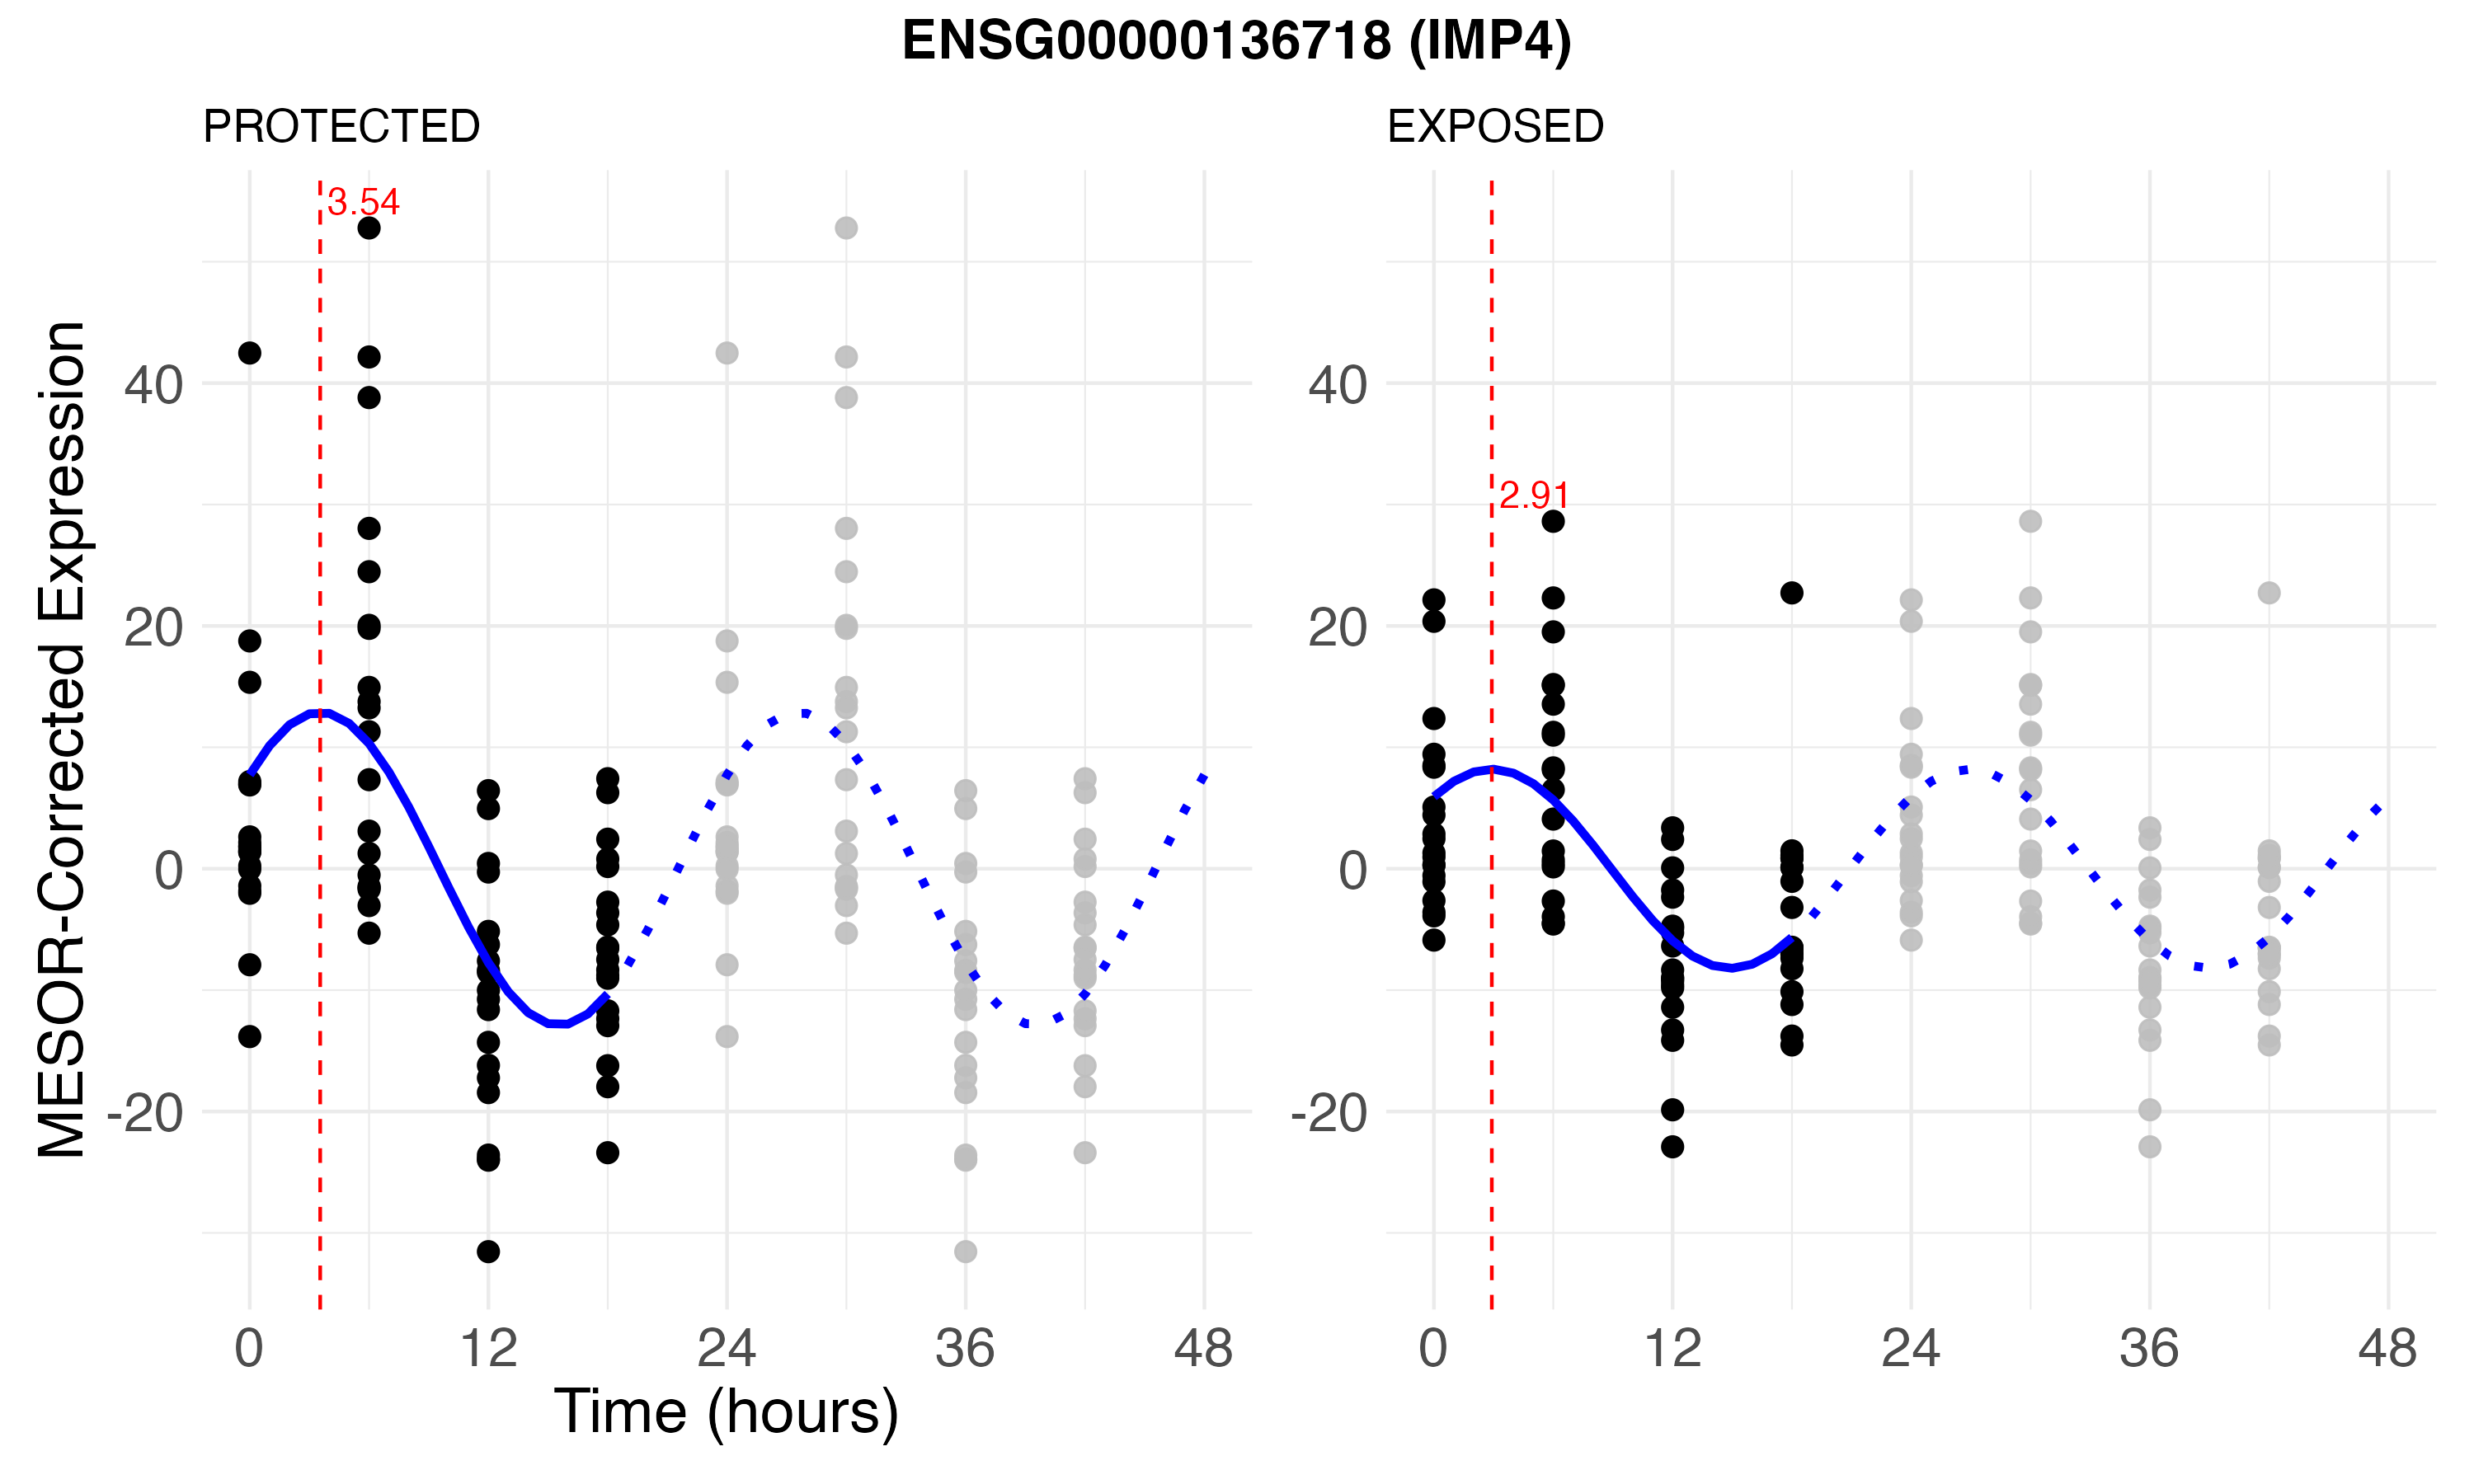 ENSG00000136718 (IMP4)
PROTECTED
EXPOSED
MESOR-Corrected Expression
3.54
40
20
0
-20
0 12 24 36 48
2.91
40
20
0
-20
0 12 24 36 48
Time (hours)